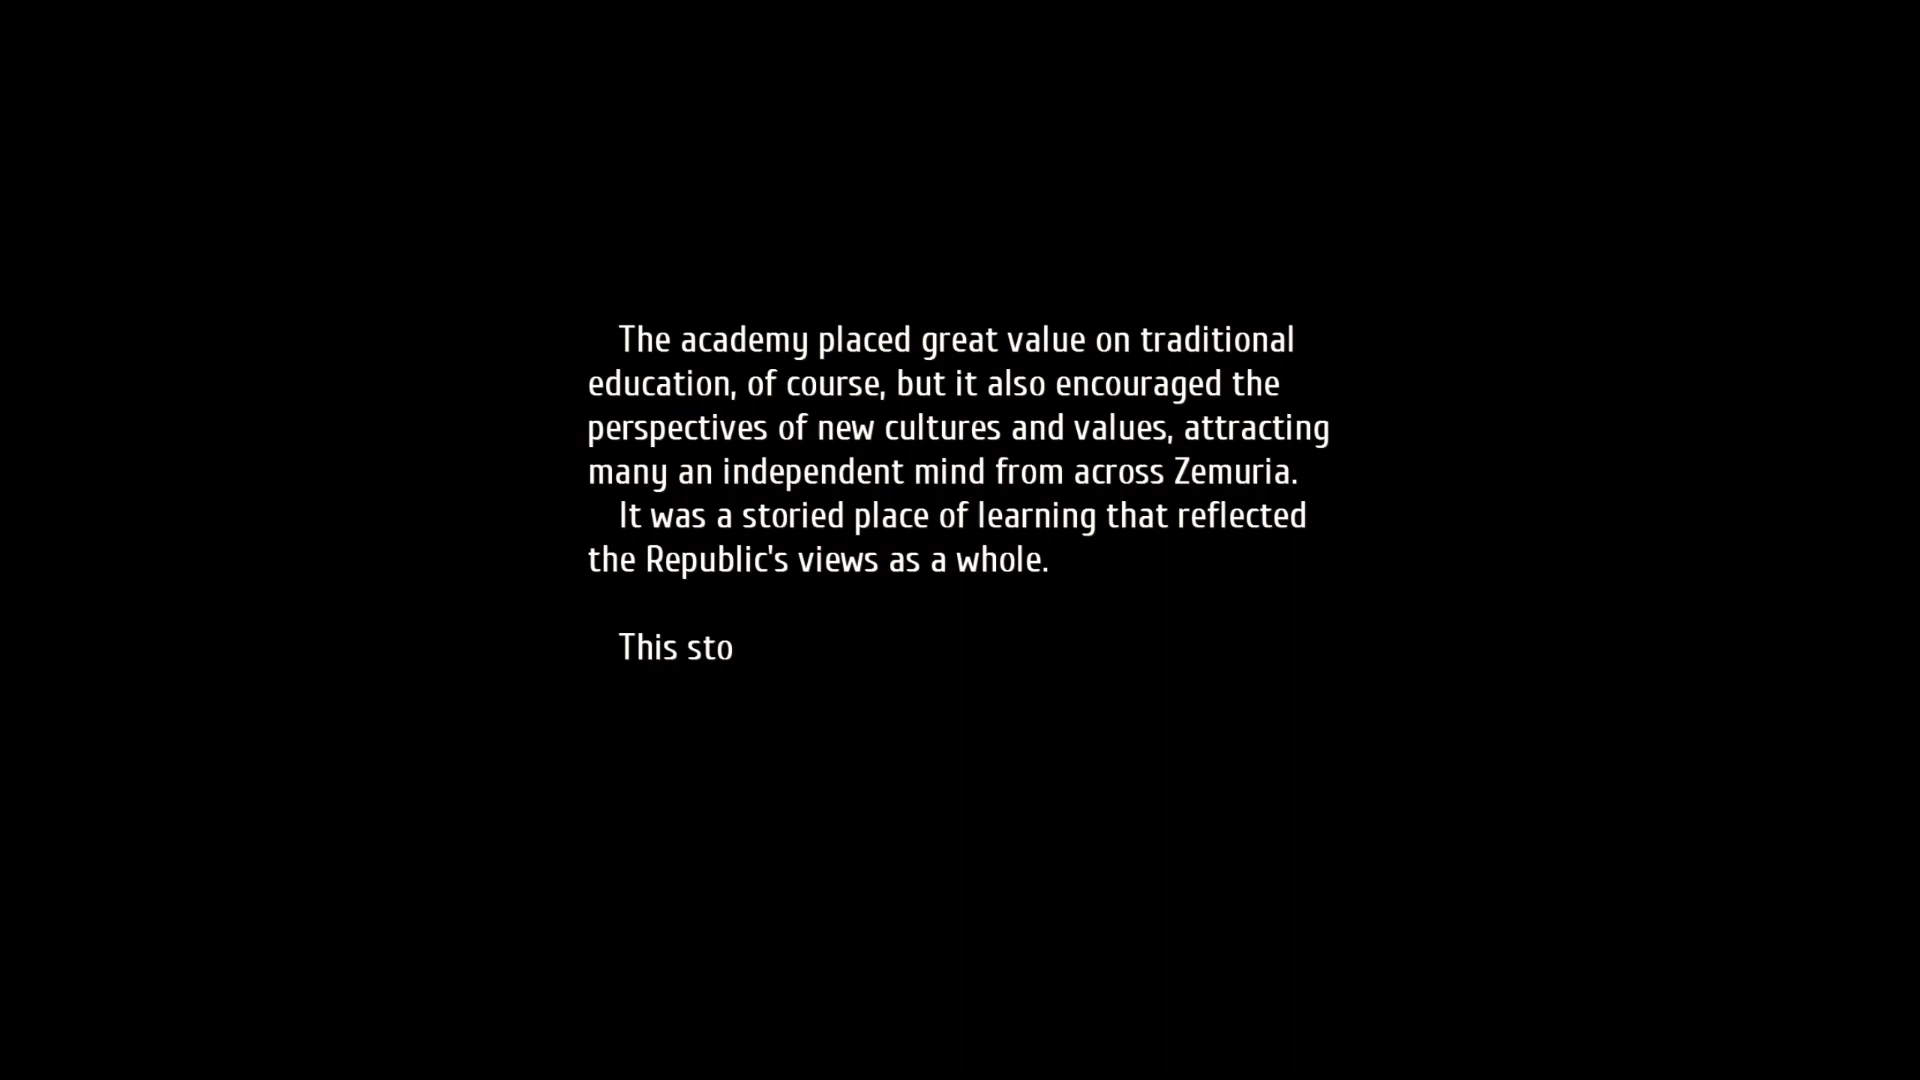 The academy placed great value on traditional
education, of course, but it also encouraged the
perspectives of new cultures and values, attracting
many an independent mind from across Zemuria.
It was a storied place of learning that reflected
the Republic's views as a whole.
This sto